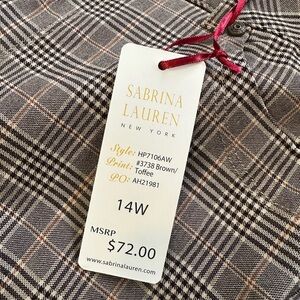 SABRINA
LAUREN
NEW YORK
Style: HP7106AW
Print: #3738 Brown/
Toffee
PO: AH21981
14W
MSRP
$72.00
www.sabrinalauren.com